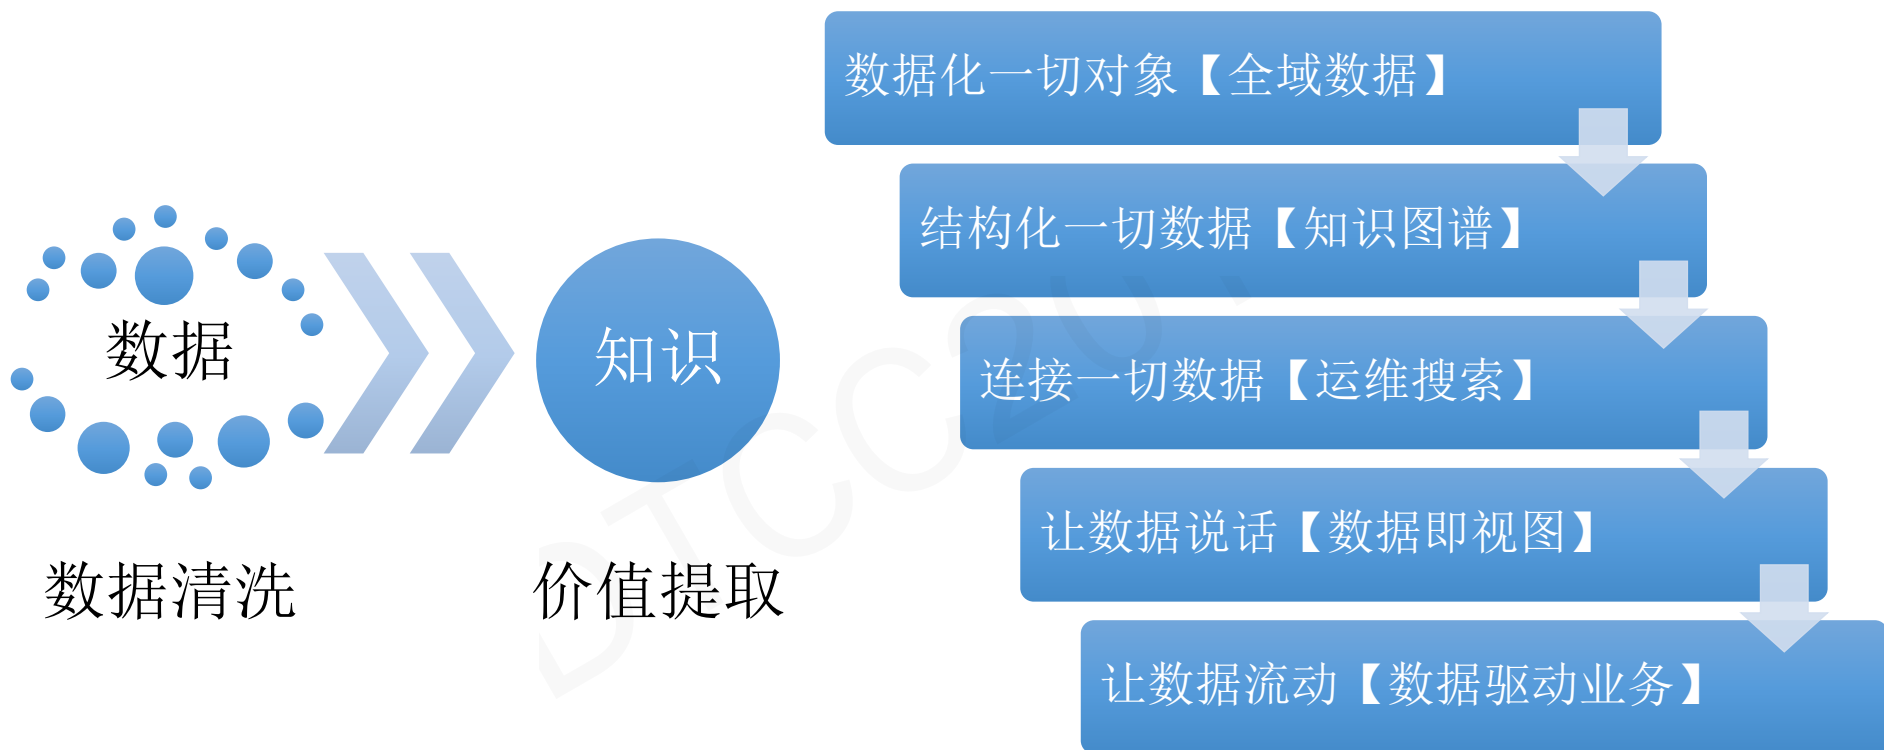 数据
数据清洗
知识
价值提取
数据化一切对象【全域数据】
结构化一切数据【知识图谱】
连接一切数据【运维搜索】
让数据说话【数据即视图】
让数据流动【数据驱动业务】